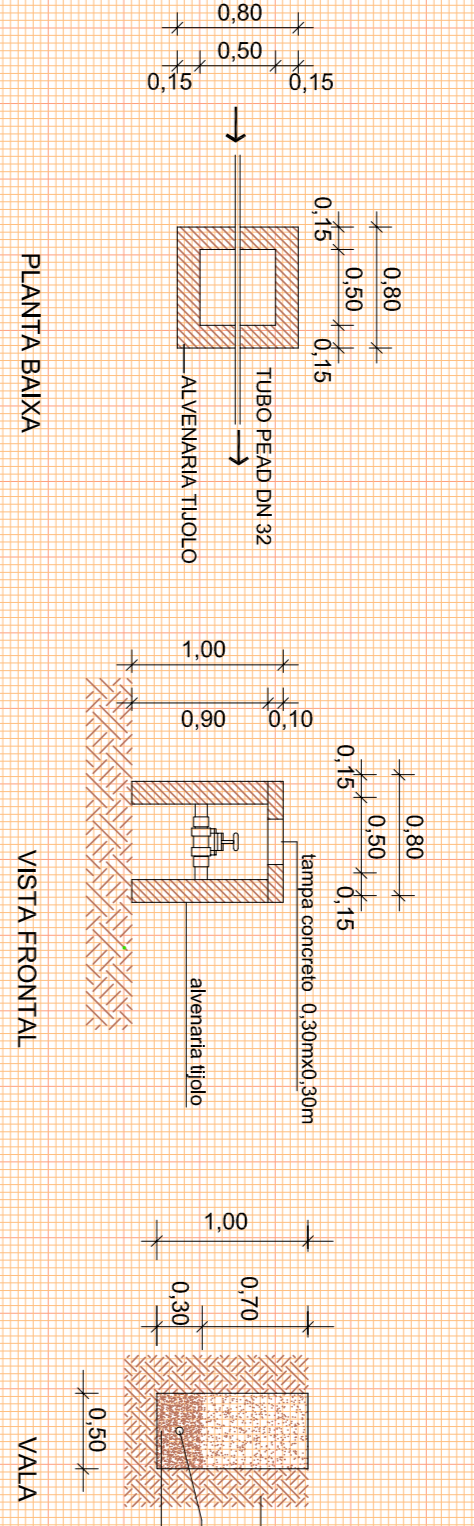 0,80
0,50
0,15
0,15
0,80
0,50
0,15
0,15
TUBO PEAD DN 32
ALVENARIA TIJOLO
PLANTA BAIXA
1,00
0,90
0,10
0,80
0,50
0,15
0,15
tampa concreto 0,30mx0,30m
alvenaria tijolo
VISTA FRONTAL
1,00
0,70
0,30
0,50
VALA